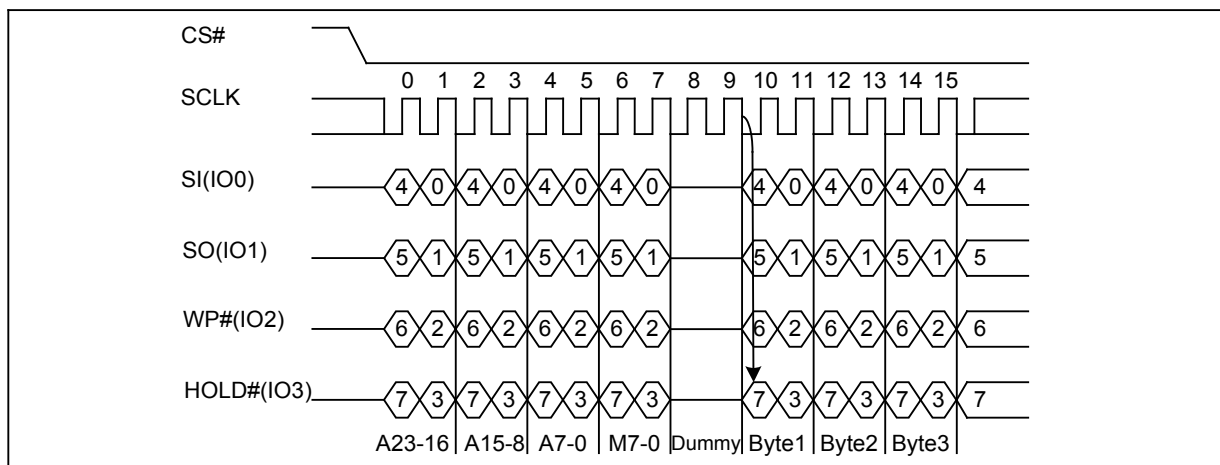 CS#
0 1 2 3 4 5 6 7 8 9 10 11 12 13 14 15
SCLK
SI(IO0) 4 0 4 0 4 0 4 0 4 0 4 0 4 0 4
SO(IO1) 5 1 5 1 5 1 5 1 5 1 5 1 5 1 5
WP#(IO2) 6 2 6 2 6 2 6 2 6 2 6 2 6 2 6
HOLD#(IO3) 7 3 7 3 7 3 7 3 7 3 7 3 7 3 7
A23-16 A15-8 A7-0 M7-0 Dummy Byte1 Byte2 Byte3